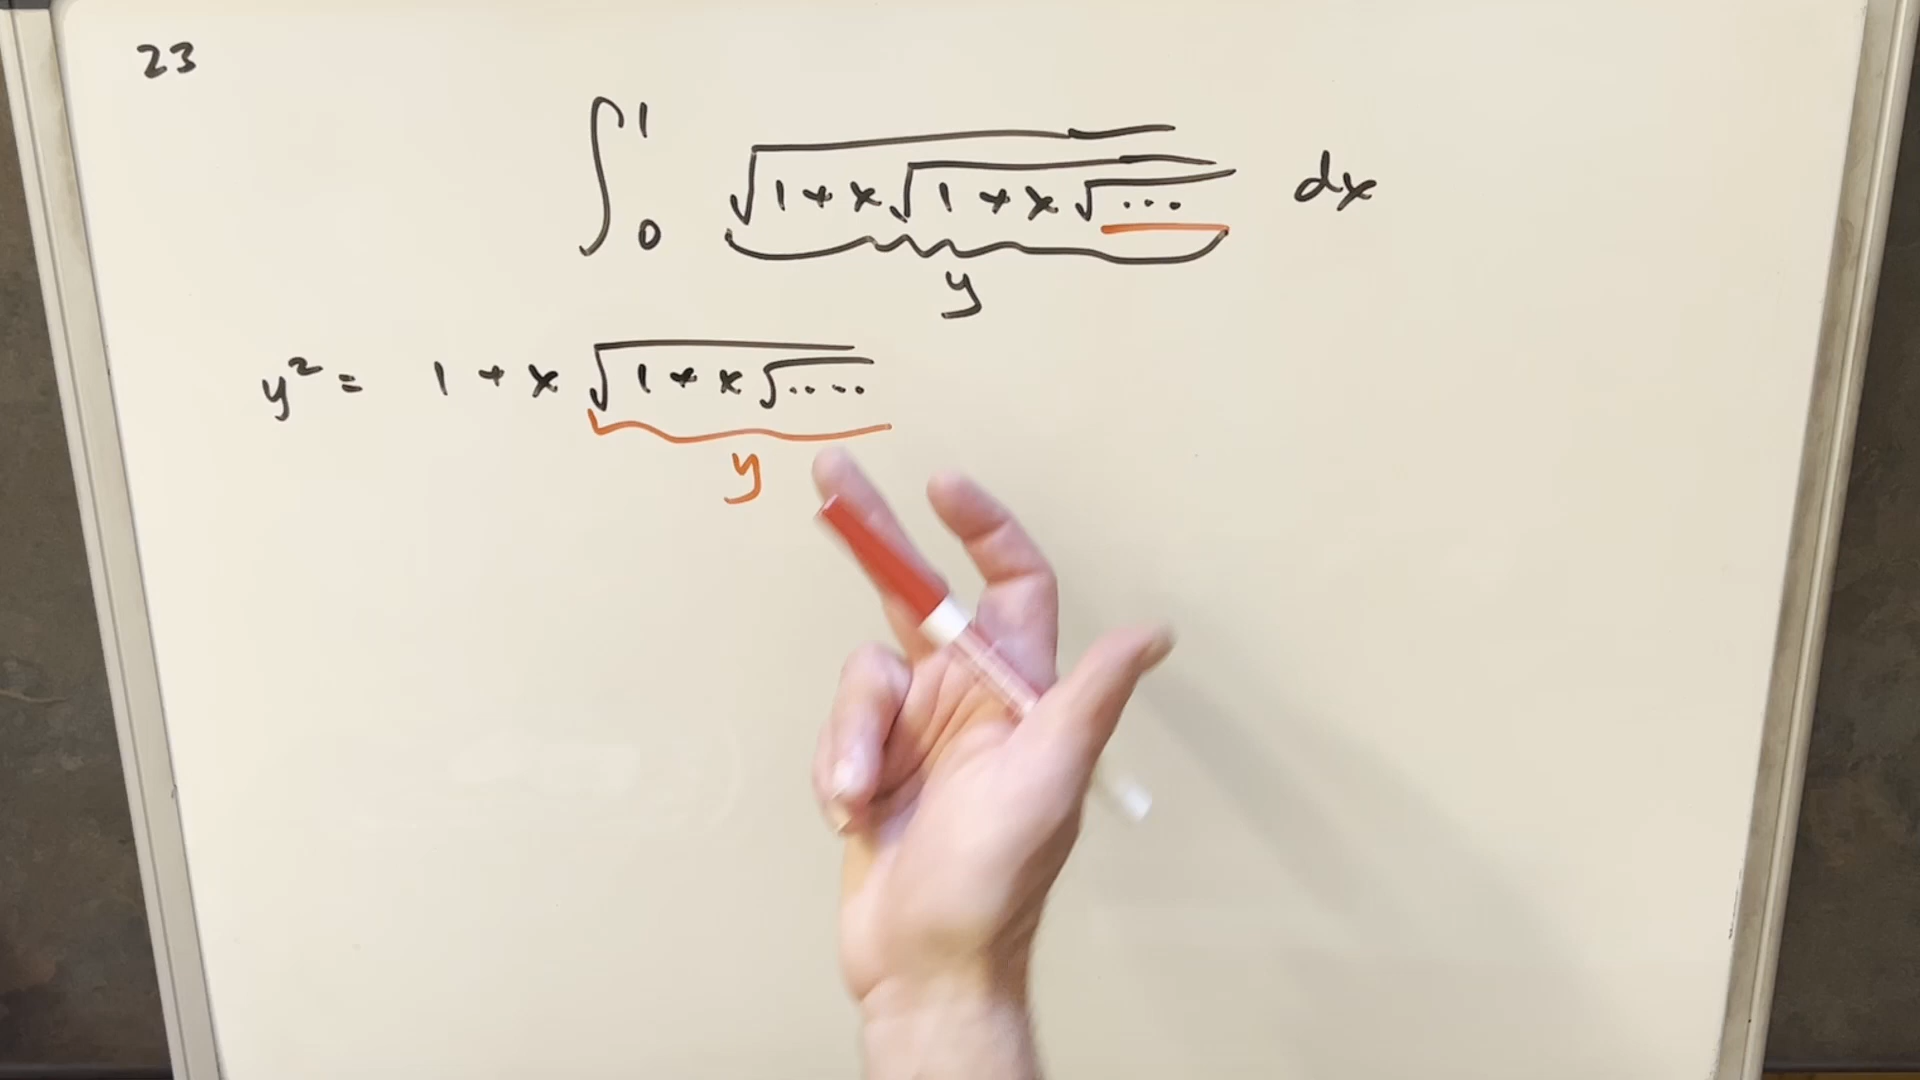 23
∫₀¹ √(1+x√(1+x√(...))) dx
y
y² = 1 + x √(1 + x √(....))
y